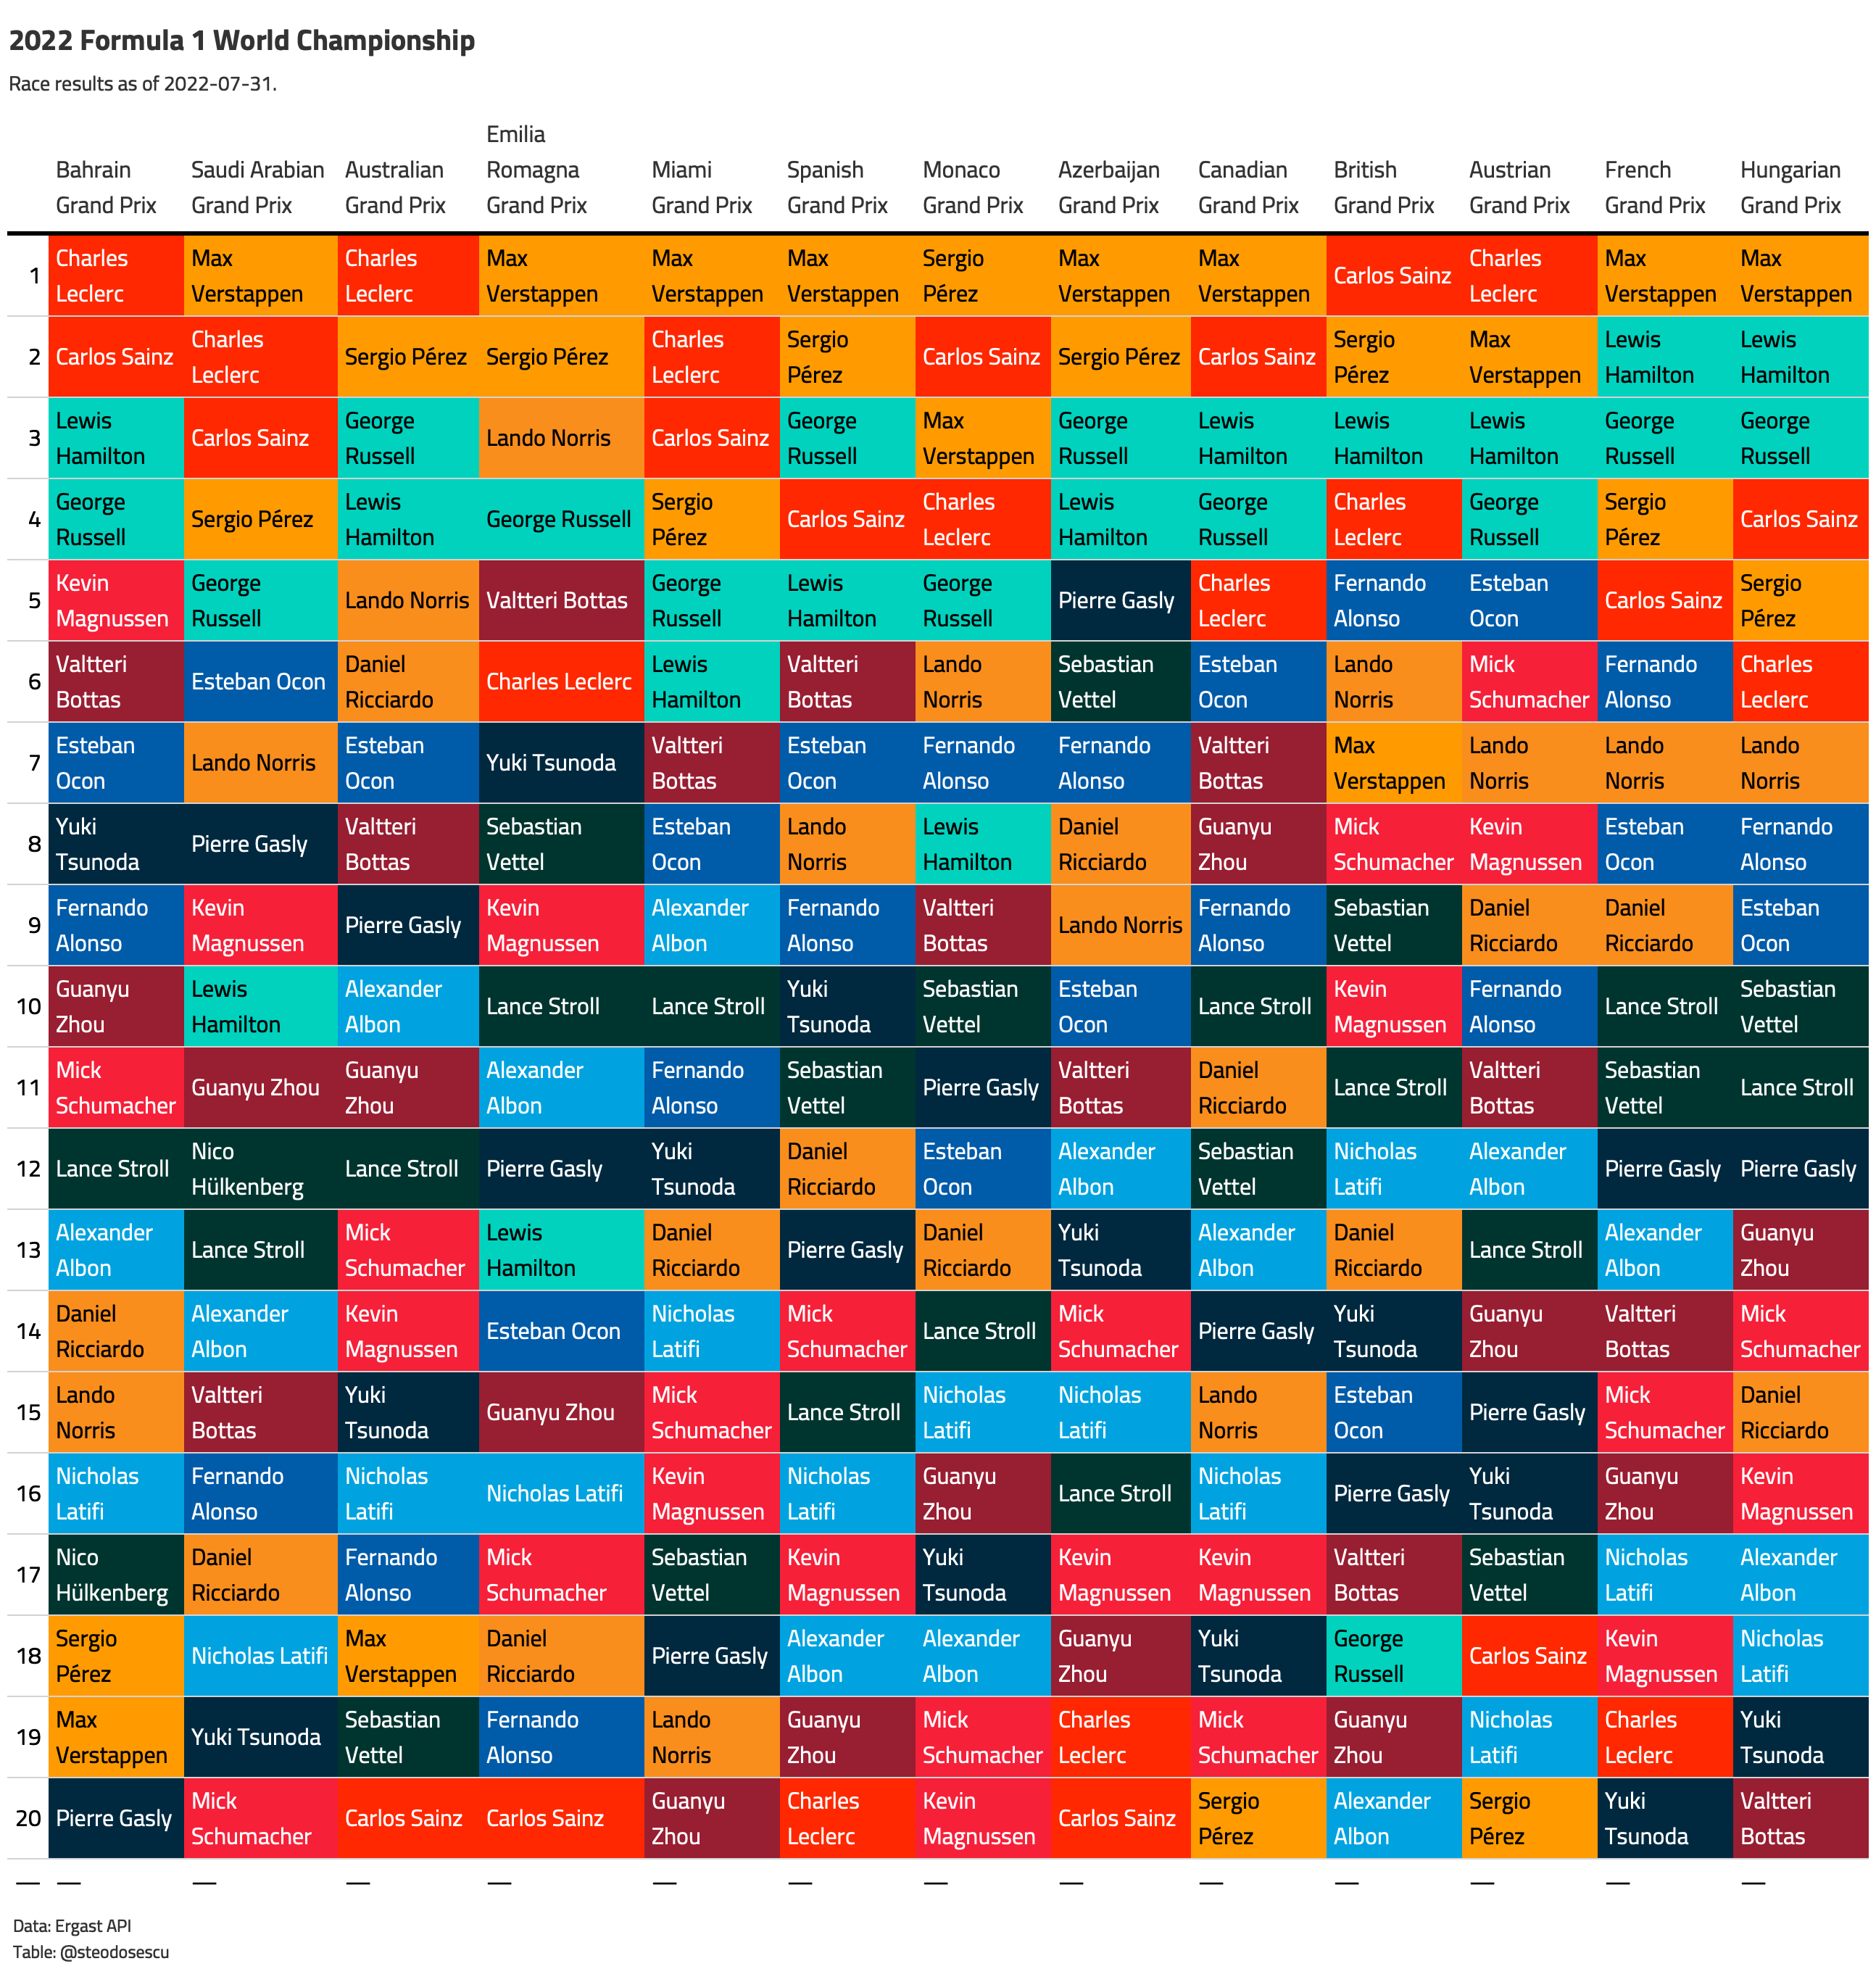 2022 Formula 1 World Championship
Race results as of 2022-07-31.
Bahrain Grand Prix Saudi Arabian Grand Prix Australian Grand Prix Emilia Romagna Grand Prix Miami Grand Prix Spanish Grand Prix Monaco Grand Prix Azerbaijan Grand Prix Canadian Grand Prix British Grand Prix Austrian Grand Prix French Grand Prix Hungarian Grand Prix
1 Charles Leclerc Max Verstappen Charles Leclerc Max Verstappen Max Verstappen Max Verstappen Sergio Pérez Max Verstappen Max Verstappen Carlos Sainz Charles Leclerc Max Verstappen Max Verstappen
2 Carlos Sainz Charles Leclerc Sergio Pérez Sergio Pérez Charles Leclerc Sergio Pérez Carlos Sainz Sergio Pérez Carlos Sainz Sergio Pérez Max Verstappen Lewis Hamilton Lewis Hamilton
3 Lewis Hamilton Carlos Sainz George Russell Lando Norris Carlos Sainz George Russell Max Verstappen George Russell Lewis Hamilton Lewis Hamilton Lewis Hamilton George Russell George Russell
4 George Russell Sergio Pérez Lewis Hamilton George Russell Sergio Pérez Carlos Sainz Charles Leclerc Lewis Hamilton George Russell Charles Leclerc George Russell Sergio Pérez Carlos Sainz
5 Kevin Magnussen George Russell Lando Norris Valtteri Bottas George Russell Lewis Hamilton George Russell Pierre Gasly Charles Leclerc Fernando Alonso Esteban Ocon Carlos Sainz Sergio Pérez
6 Valtteri Bottas Esteban Ocon Daniel Ricciardo Charles Leclerc Lewis Hamilton Valtteri Bottas Lando Norris Sebastian Vettel Esteban Ocon Lando Norris Mick Schumacher Fernando Alonso Charles Leclerc
7 Esteban Ocon Lando Norris Esteban Ocon Yuki Tsunoda Valtteri Bottas Esteban Ocon Fernando Alonso Fernando Alonso Valtteri Bottas Max Verstappen Lando Norris Lando Norris Lando Norris
8 Yuki Tsunoda Pierre Gasly Valtteri Bottas Sebastian Vettel Esteban Ocon Lando Norris Lewis Hamilton Daniel Ricciardo Guanyu Zhou Mick Schumacher Kevin Magnussen Esteban Ocon Fernando Alonso
9 Fernando Alonso Kevin Magnussen Pierre Gasly Kevin Magnussen Alexander Albon Fernando Alonso Valtteri Bottas Lando Norris Fernando Alonso Sebastian Vettel Daniel Ricciardo Daniel Ricciardo Esteban Ocon
10 Guanyu Zhou Lewis Hamilton Alexander Albon Lance Stroll Lance Stroll Yuki Tsunoda Sebastian Vettel Esteban Ocon Lance Stroll Kevin Magnussen Fernando Alonso Lance Stroll Sebastian Vettel
11 Mick Schumacher Guanyu Zhou Guanyu Zhou Alexander Albon Fernando Alonso Sebastian Vettel Pierre Gasly Valtteri Bottas Daniel Ricciardo Lance Stroll Valtteri Bottas Sebastian Vettel Lance Stroll
12 Lance Stroll Nico Hülkenberg Lance Stroll Pierre Gasly Yuki Tsunoda Daniel Ricciardo Esteban Ocon Alexander Albon Sebastian Vettel Nicholas Latifi Alexander Albon Pierre Gasly Pierre Gasly
13 Alexander Albon Lance Stroll Mick Schumacher Lewis Hamilton Daniel Ricciardo Pierre Gasly Daniel Ricciardo Yuki Tsunoda Alexander Albon Daniel Ricciardo Lance Stroll Alexander Albon Guanyu Zhou
14 Daniel Ricciardo Alexander Albon Kevin Magnussen Esteban Ocon Nicholas Latifi Mick Schumacher Lance Stroll Mick Schumacher Pierre Gasly Yuki Tsunoda Guanyu Zhou Valtteri Bottas Mick Schumacher
15 Lando Norris Valtteri Bottas Yuki Tsunoda Guanyu Zhou Mick Schumacher Lance Stroll Nicholas Latifi Nicholas Latifi Lando Norris Esteban Ocon Pierre Gasly Mick Schumacher Daniel Ricciardo
16 Nicholas Latifi Fernando Alonso Nicholas Latifi Nicholas Latifi Kevin Magnussen Nicholas Latifi Guanyu Zhou Lance Stroll Nicholas Latifi Pierre Gasly Yuki Tsunoda Guanyu Zhou Kevin Magnussen
17 Nico Hülkenberg Daniel Ricciardo Fernando Alonso Mick Schumacher Sebastian Vettel Kevin Magnussen Yuki Tsunoda Kevin Magnussen Kevin Magnussen Valtteri Bottas Sebastian Vettel Nicholas Latifi Alexander Albon
18 Sergio Pérez Nicholas Latifi Max Verstappen Daniel Ricciardo Pierre Gasly Alexander Albon Alexander Albon Guanyu Zhou Yuki Tsunoda George Russell Carlos Sainz Kevin Magnussen Nicholas Latifi
19 Max Verstappen Yuki Tsunoda Sebastian Vettel Fernando Alonso Lando Norris Guanyu Zhou Mick Schumacher Charles Leclerc Mick Schumacher Guanyu Zhou Nicholas Latifi Charles Leclerc Yuki Tsunoda
20 Pierre Gasly Mick Schumacher Carlos Sainz Carlos Sainz Guanyu Zhou Charles Leclerc Kevin Magnussen Carlos Sainz Sergio Pérez Alexander Albon Sergio Pérez Yuki Tsunoda Valtteri Bottas
— — — — — — — — — — — — — —
Data: Ergast API
Table: @steodosescu